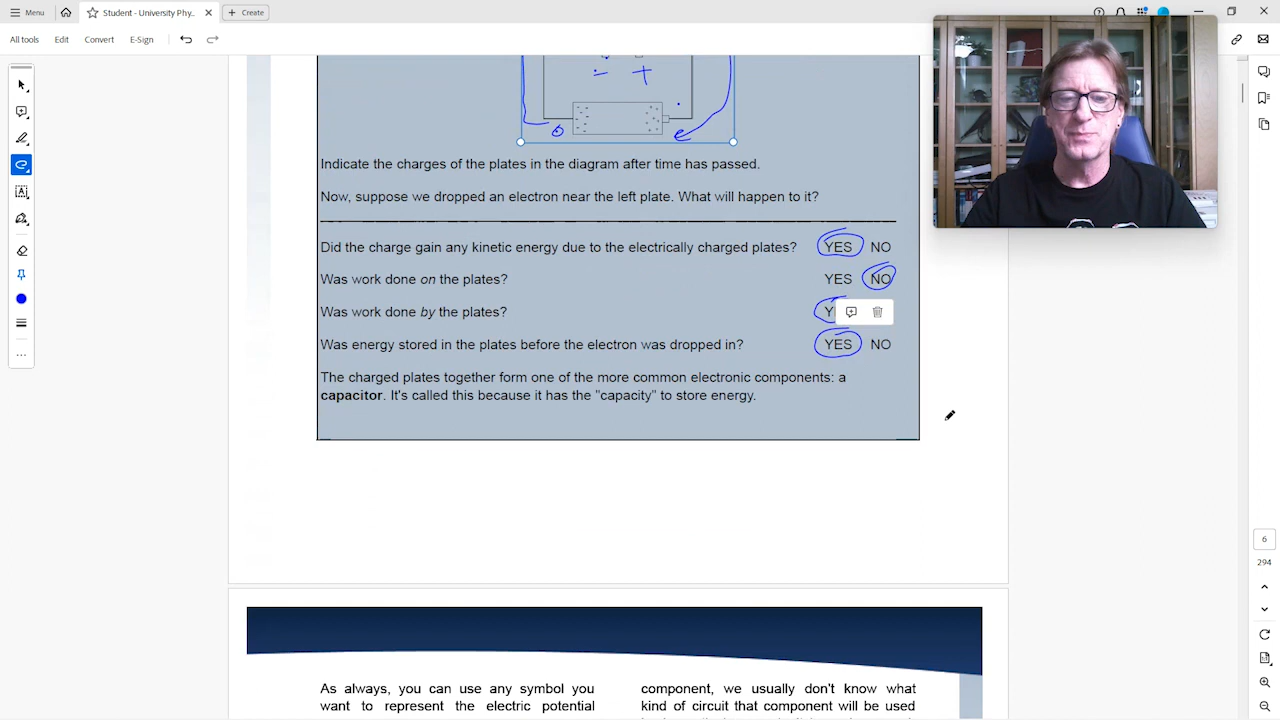 Menu
Student - University Phy...
Create
All tools
Edit
Convert
E-Sign
Indicate the charges of the plates in the diagram after time has passed.
Now, suppose we dropped an electron near the left plate. What will happen to it?
Did the charge gain any kinetic energy due to the electrically charged plates? YES NO
Was work done on the plates? YES NO
Was work done by the plates?
Was energy stored in the plates before the electron was dropped in? YES NO
The charged plates together form one of the more common electronic components: a
capacitor. It's called this because it has the "capacity" to store energy.
6
294
As always, you can use any symbol you
want to represent the electric potential
component, we usually don't know what
kind of circuit that component will be used